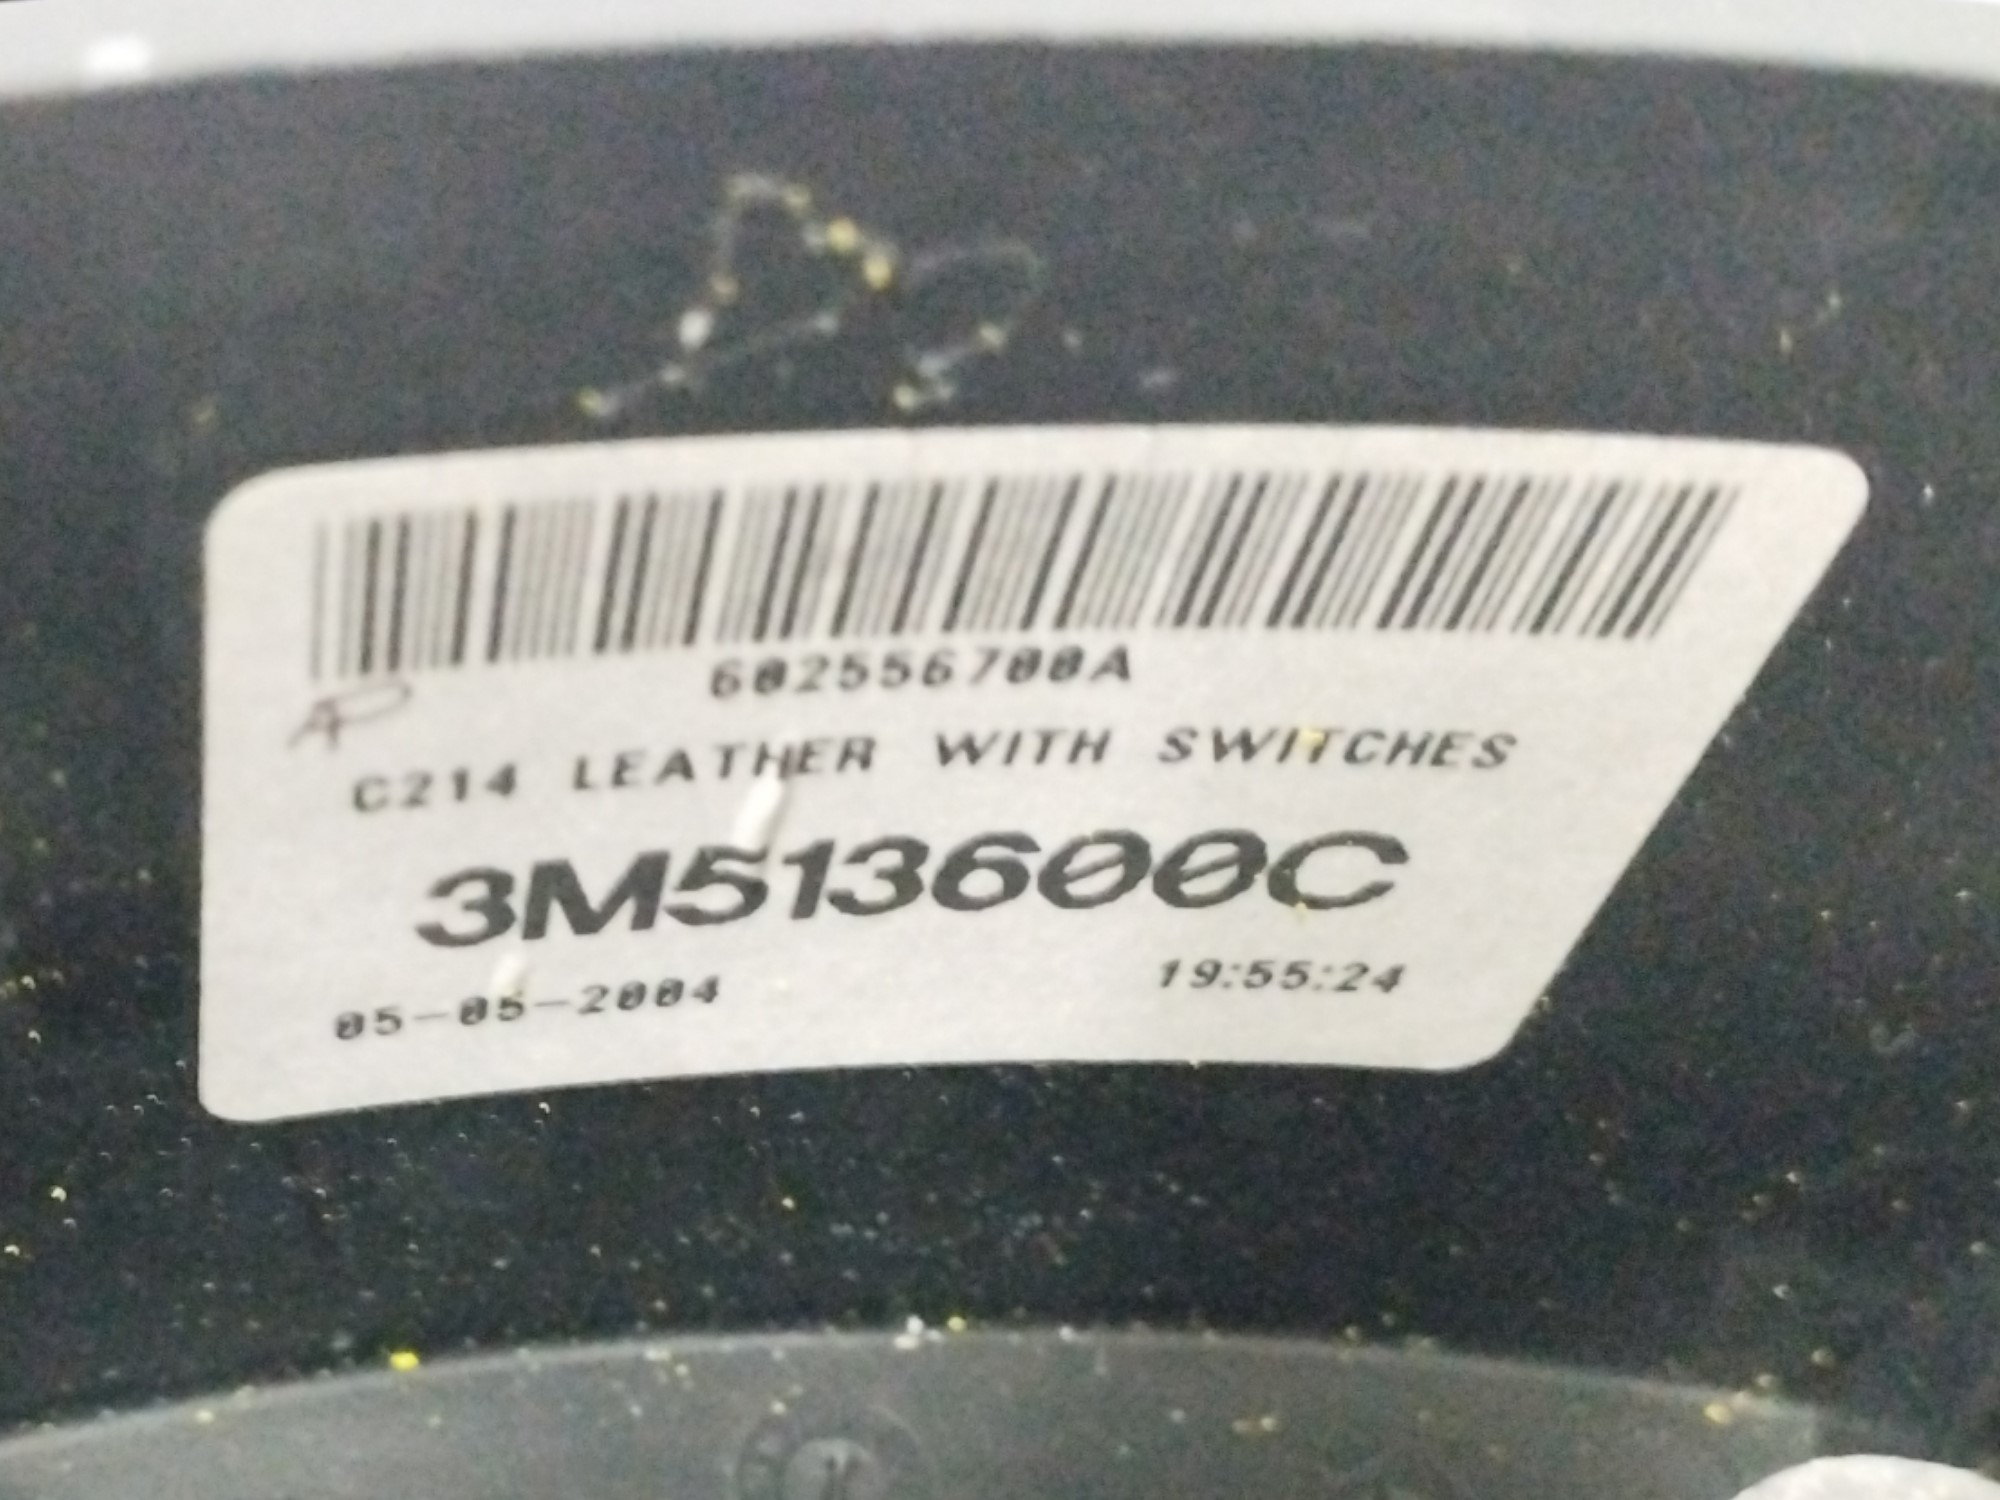 602556700A
C214 LEATHER WITH SWITCHES
3M513600C
05-05-2004 19:55:24